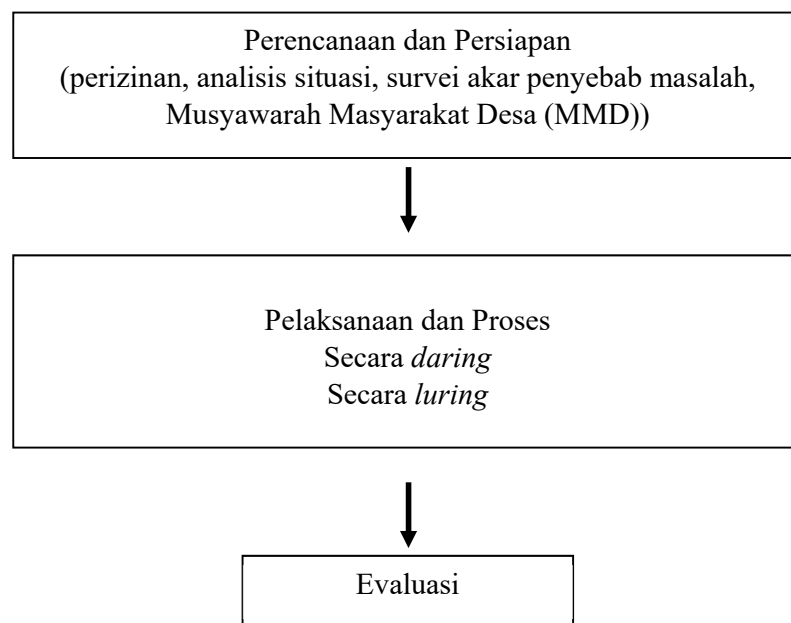 Perencanaan dan Persiapan
(perizinan, analisis situasi, survei akar penyebab masalah,
Musyawarah Masyarakat Desa (MMD))
Pelaksanaan dan Proses
Secara daring
Secara luring
Evaluasi